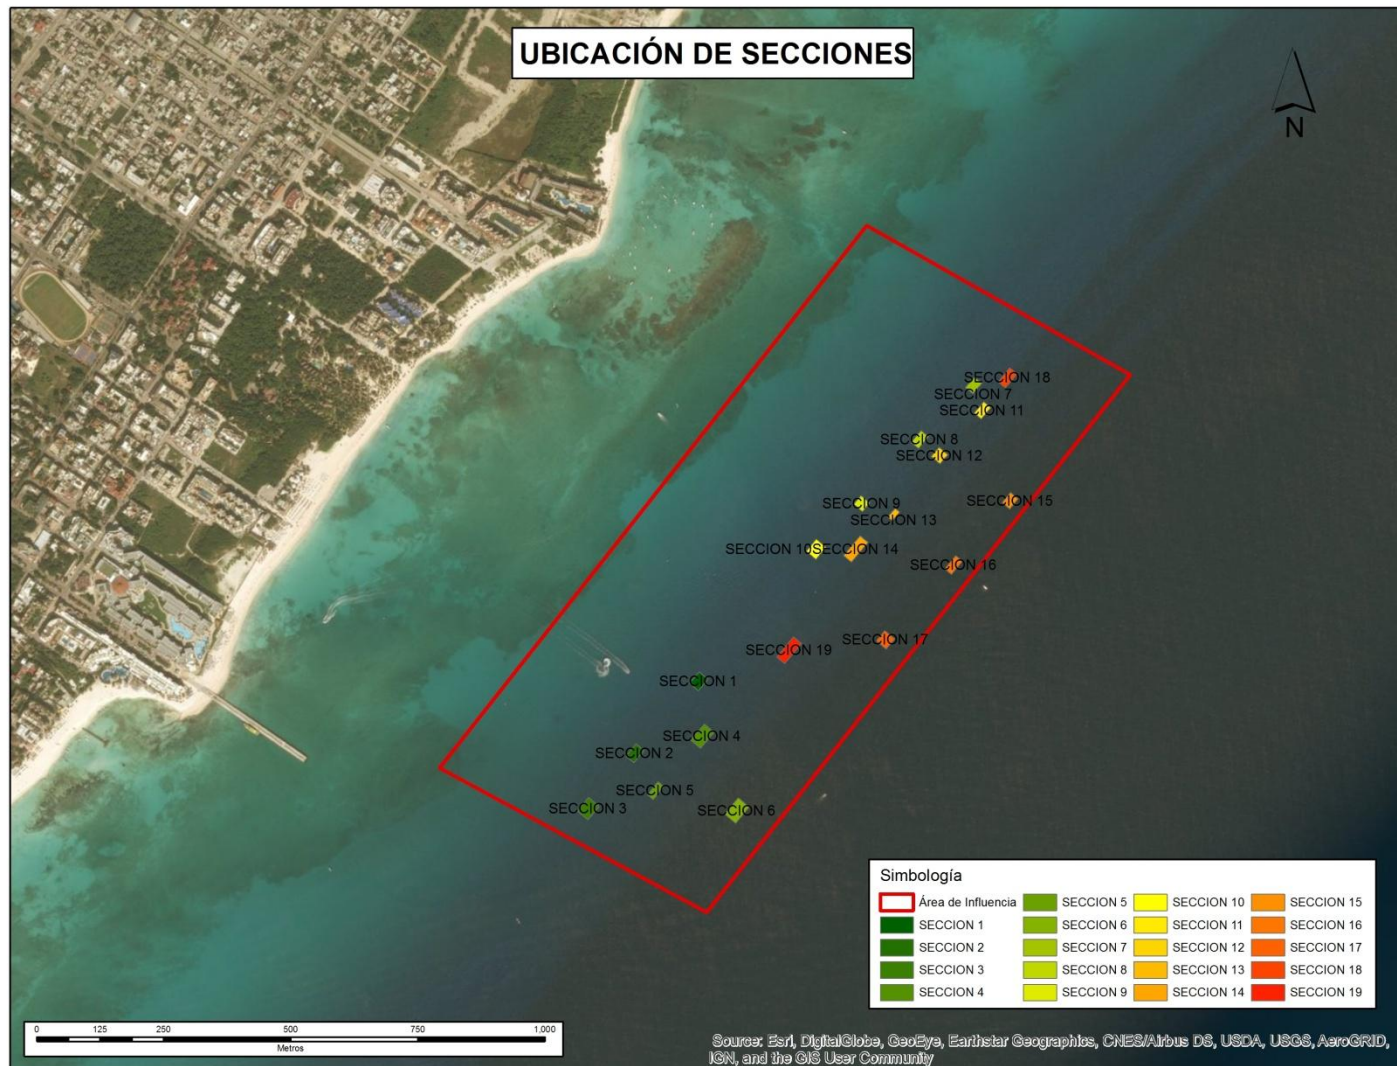 UBICACIÓN DE SECCIONES
N
SECCION 18
SECCION 7
SECCION 11
SECCION 8
SECCION 12
SECCION 9
SECCION 15
SECCION 13
SECCION 10
SECCION 14
SECCION 16
SECCION 17
SECCION 19
SECCION 1
SECCION 4
SECCION 2
SECCION 5
SECCION 3
SECCION 6
Simbología
Área de Influencia
SECCION 1
SECCION 2
SECCION 3
SECCION 4
SECCION 5
SECCION 6
SECCION 7
SECCION 8
SECCION 9
SECCION 10
SECCION 11
SECCION 12
SECCION 13
SECCION 14
SECCION 15
SECCION 16
SECCION 17
SECCION 18
SECCION 19
0 125 250 500 750 1,000
Metros
Source: Esri, DigitalGlobe, GeoEye, Earthstar Geographics, CNES/Airbus DS, USDA, USGS, AeroGRID,
IGN, and the GIS User Community